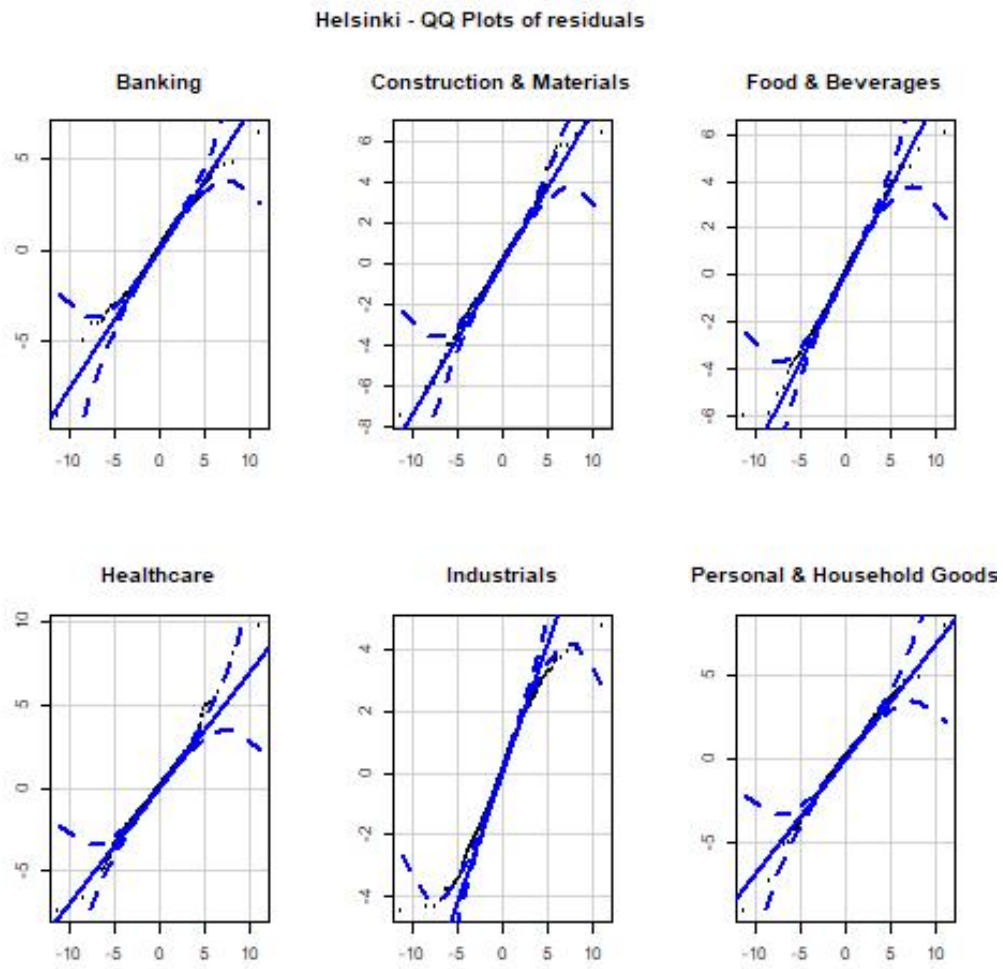 Helsinki - QQ Plots of residuals
Banking
Construction & Materials
Food & Beverages
5
0
-5
-10 -5 0 5 10
6
4
2
0
-2
-4
-6
-8
-10 -5 0 5 10
6
4
2
0
-2
-4
-6
-10 -5 0 5 10
Healthcare
Industrials
Personal & Household Goods
10
5
0
-5
-10 -5 0 5 10
4
2
0
-2
-4
-10 -5 0 5 10
5
0
-5
-10 -5 0 5 10